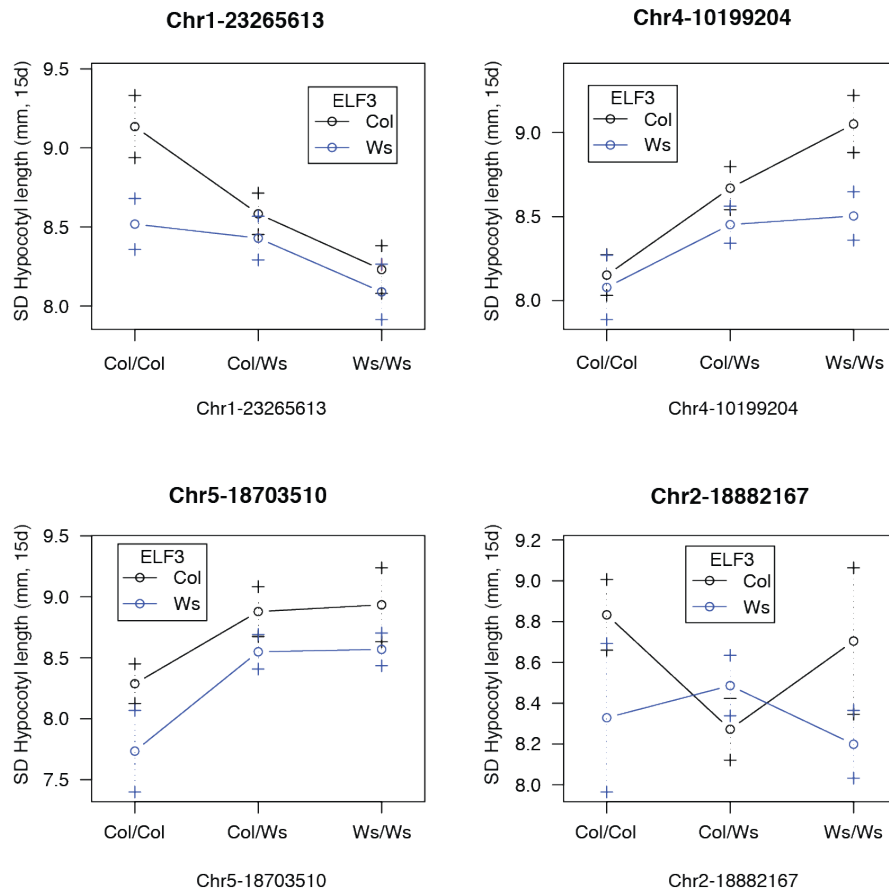 Chr1-23265613
SD Hypocotyl length (mm, 15d)
9.5
9.0
8.5
8.0
ELF3
Col
Ws
Col/Col
Col/Ws
Ws/Ws
Chr1-23265613
Chr4-10199204
SD Hypocotyl length (mm, 15d)
9.0
8.5
8.0
ELF3
Col
Ws
Col/Col
Col/Ws
Ws/Ws
Chr4-10199204
Chr5-18703510
SD Hypocotyl length (mm, 15d)
9.5
9.0
8.5
8.0
7.5
ELF3
Col
Ws
Col/Col
Col/Ws
Ws/Ws
Chr5-18703510
Chr2-18882167
SD Hypocotyl length (mm, 15d)
9.2
9.0
8.8
8.6
8.4
8.2
8.0
ELF3
Col
Ws
Col/Col
Col/Ws
Ws/Ws
Chr2-18882167